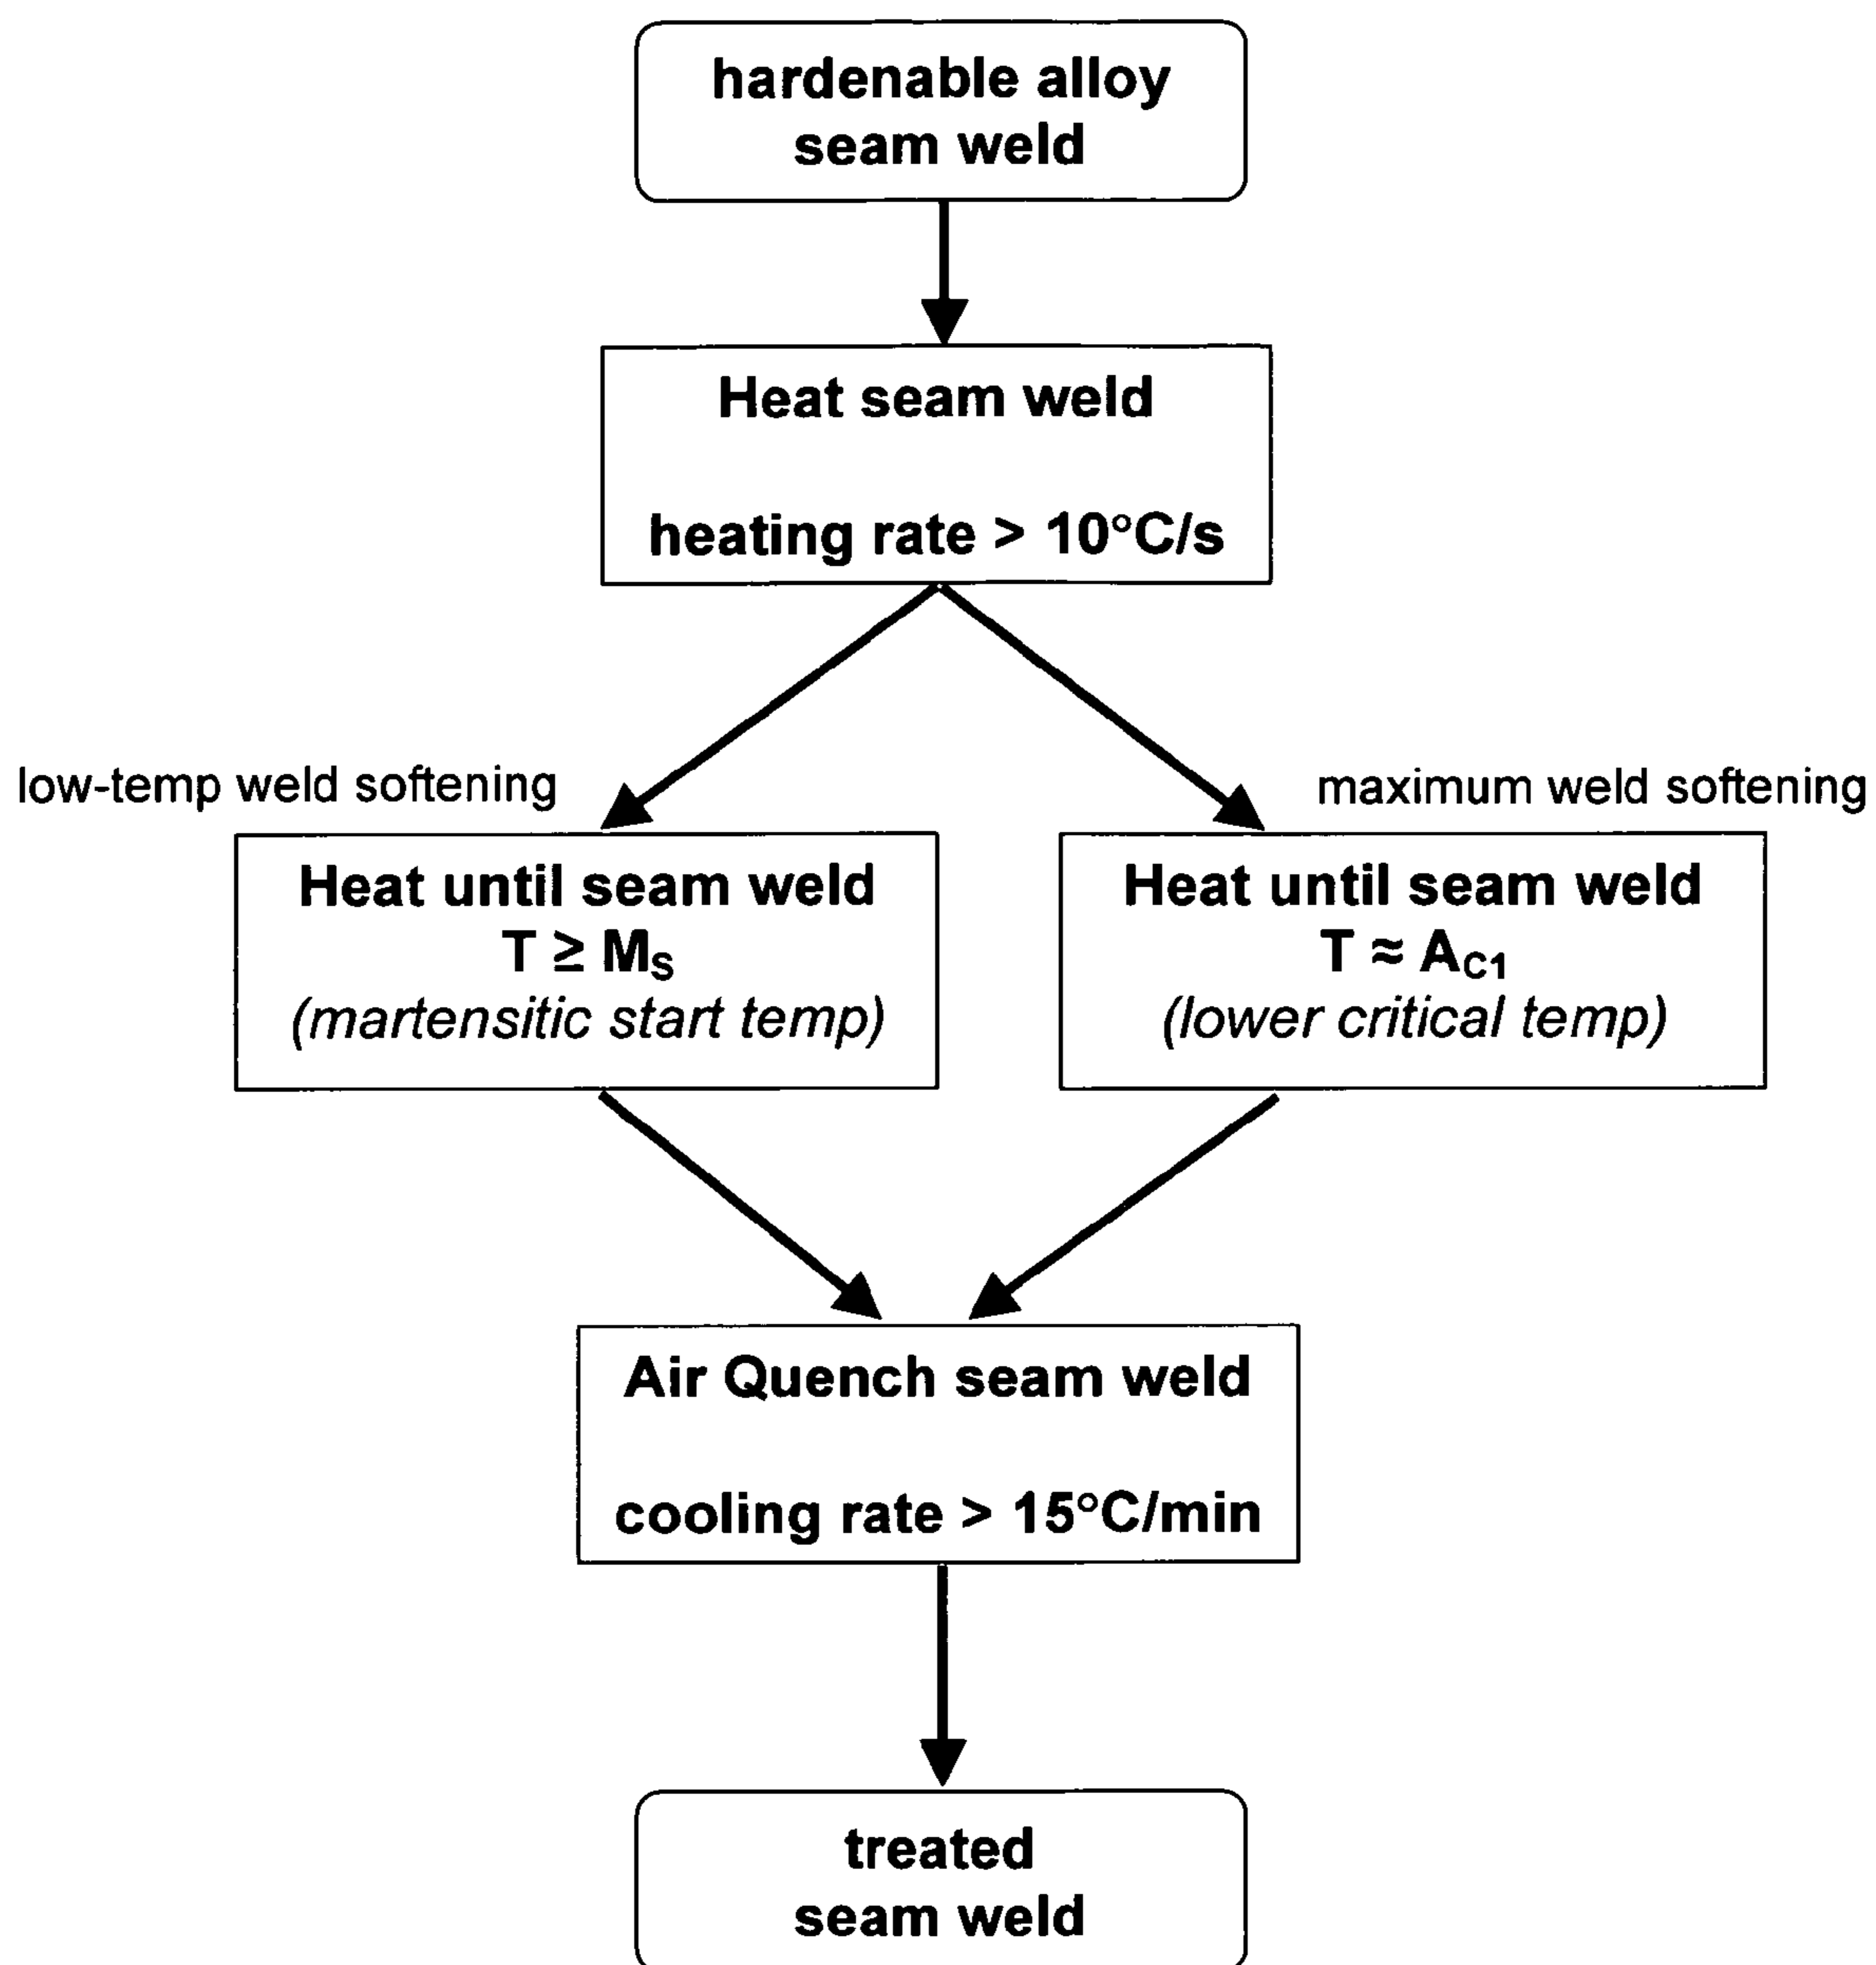 hardenable alloy
seam weld
Heat seam weld
heating rate > 10°C/s
low-temp weld softening
maximum weld softening
Heat until seam weld
T ≥ MS
(martensitic start temp)
Heat until seam weld
T ≈ AC1
(lower critical temp)
Air Quench seam weld
cooling rate > 15°C/min
treated
seam weld